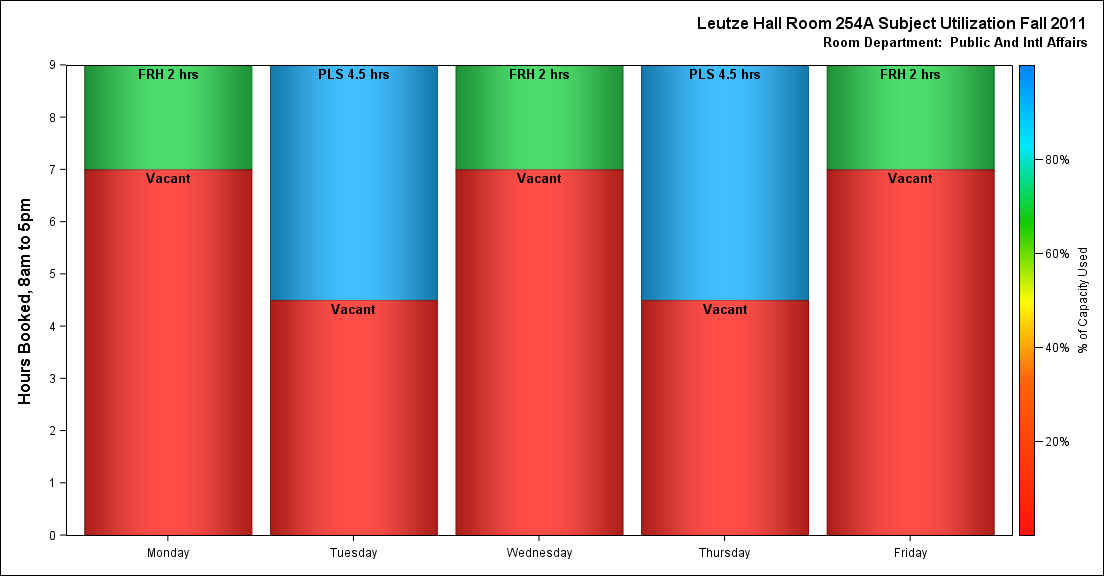 Leutze Hall Room 254A Subject Utilization Fall 2011
Room Department:  Public And Intl Affairs
Hours Booked, 8am to 5pm
9
8
7
6
5
4
3
2
1
0
FRH 2 hrs
Vacant
PLS 4.5 hrs
Vacant
FRH 2 hrs
Vacant
PLS 4.5 hrs
Vacant
FRH 2 hrs
Vacant
Monday
Tuesday
Wednesday
Thursday
Friday
80%
60%
40%
20%
% of Capacity Used